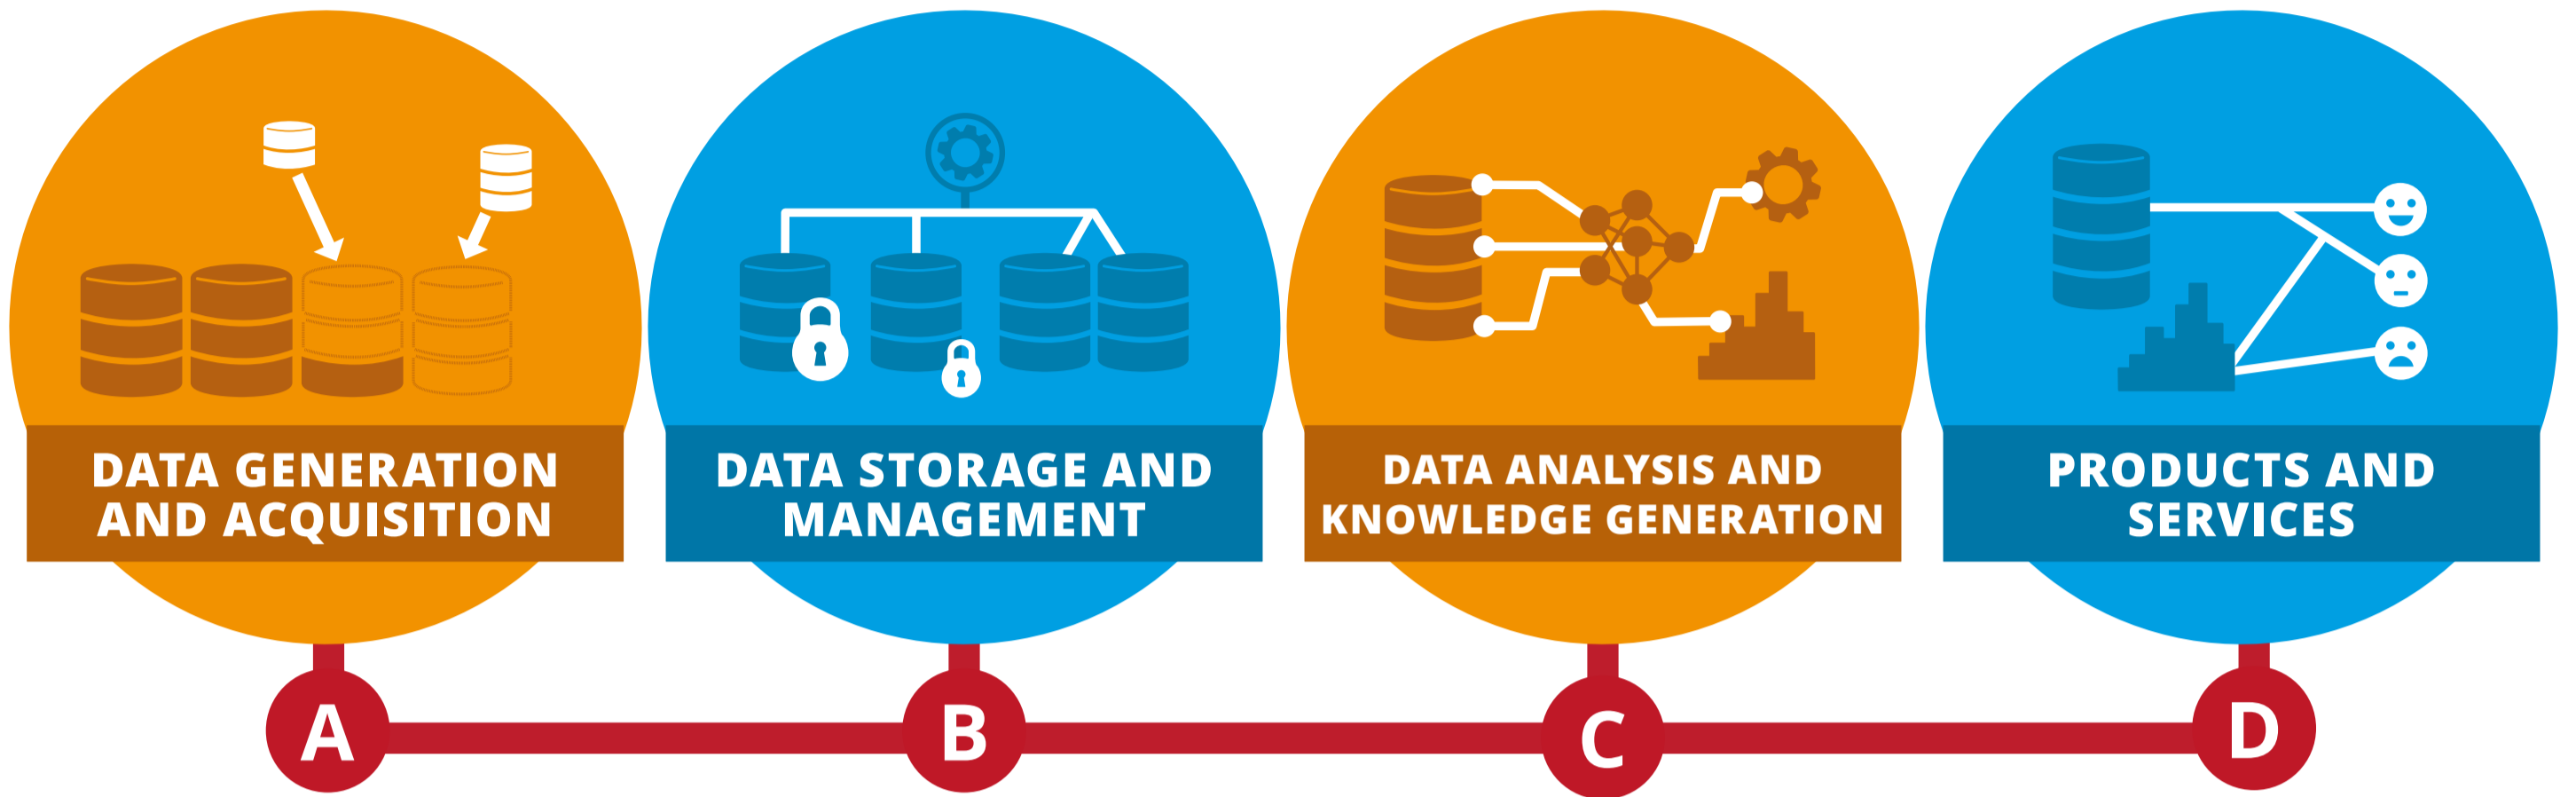 DATA GENERATION
AND ACQUISITION
DATA STORAGE AND
MANAGEMENT
DATA ANALYSIS AND
KNOWLEDGE GENERATION
PRODUCTS AND
SERVICES
A
B
C
D